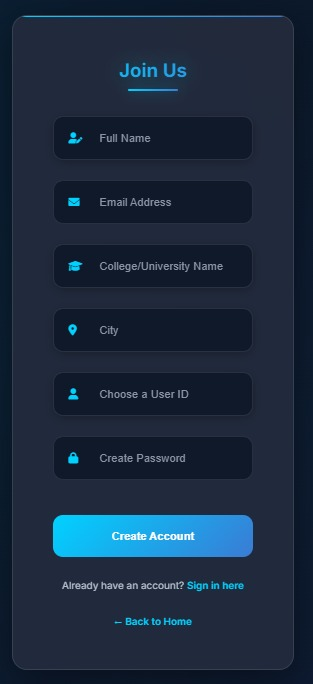 Join Us
Full Name
Email Address
College/University Name
City
Choose a User ID
Create Password
Create Account
Already have an account? Sign in here
← Back to Home